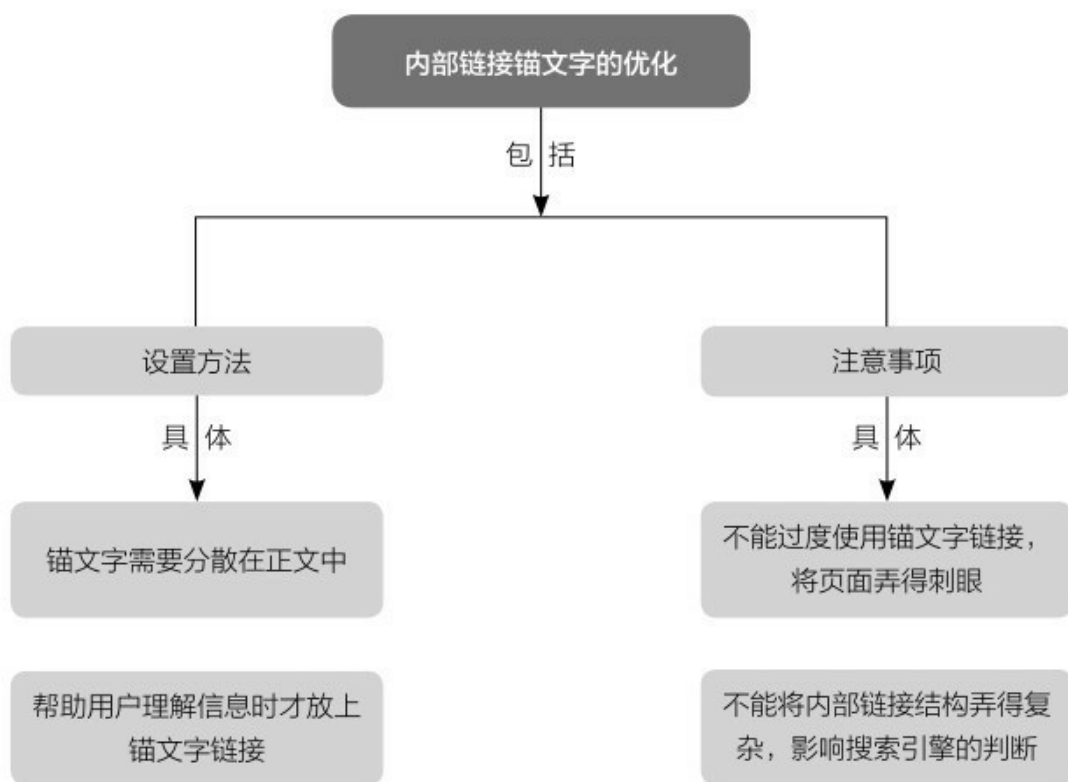 内部链接锚文字的优化
包 括
设置方法
注意事项
具 体
具 体
锚文字需要分散在正文中
不能过度使用锚文字链接，
将页面弄得刺眼
帮助用户理解信息时才放上
锚文字链接
不能将内部链接结构弄得复
杂，影响搜索引擎的判断